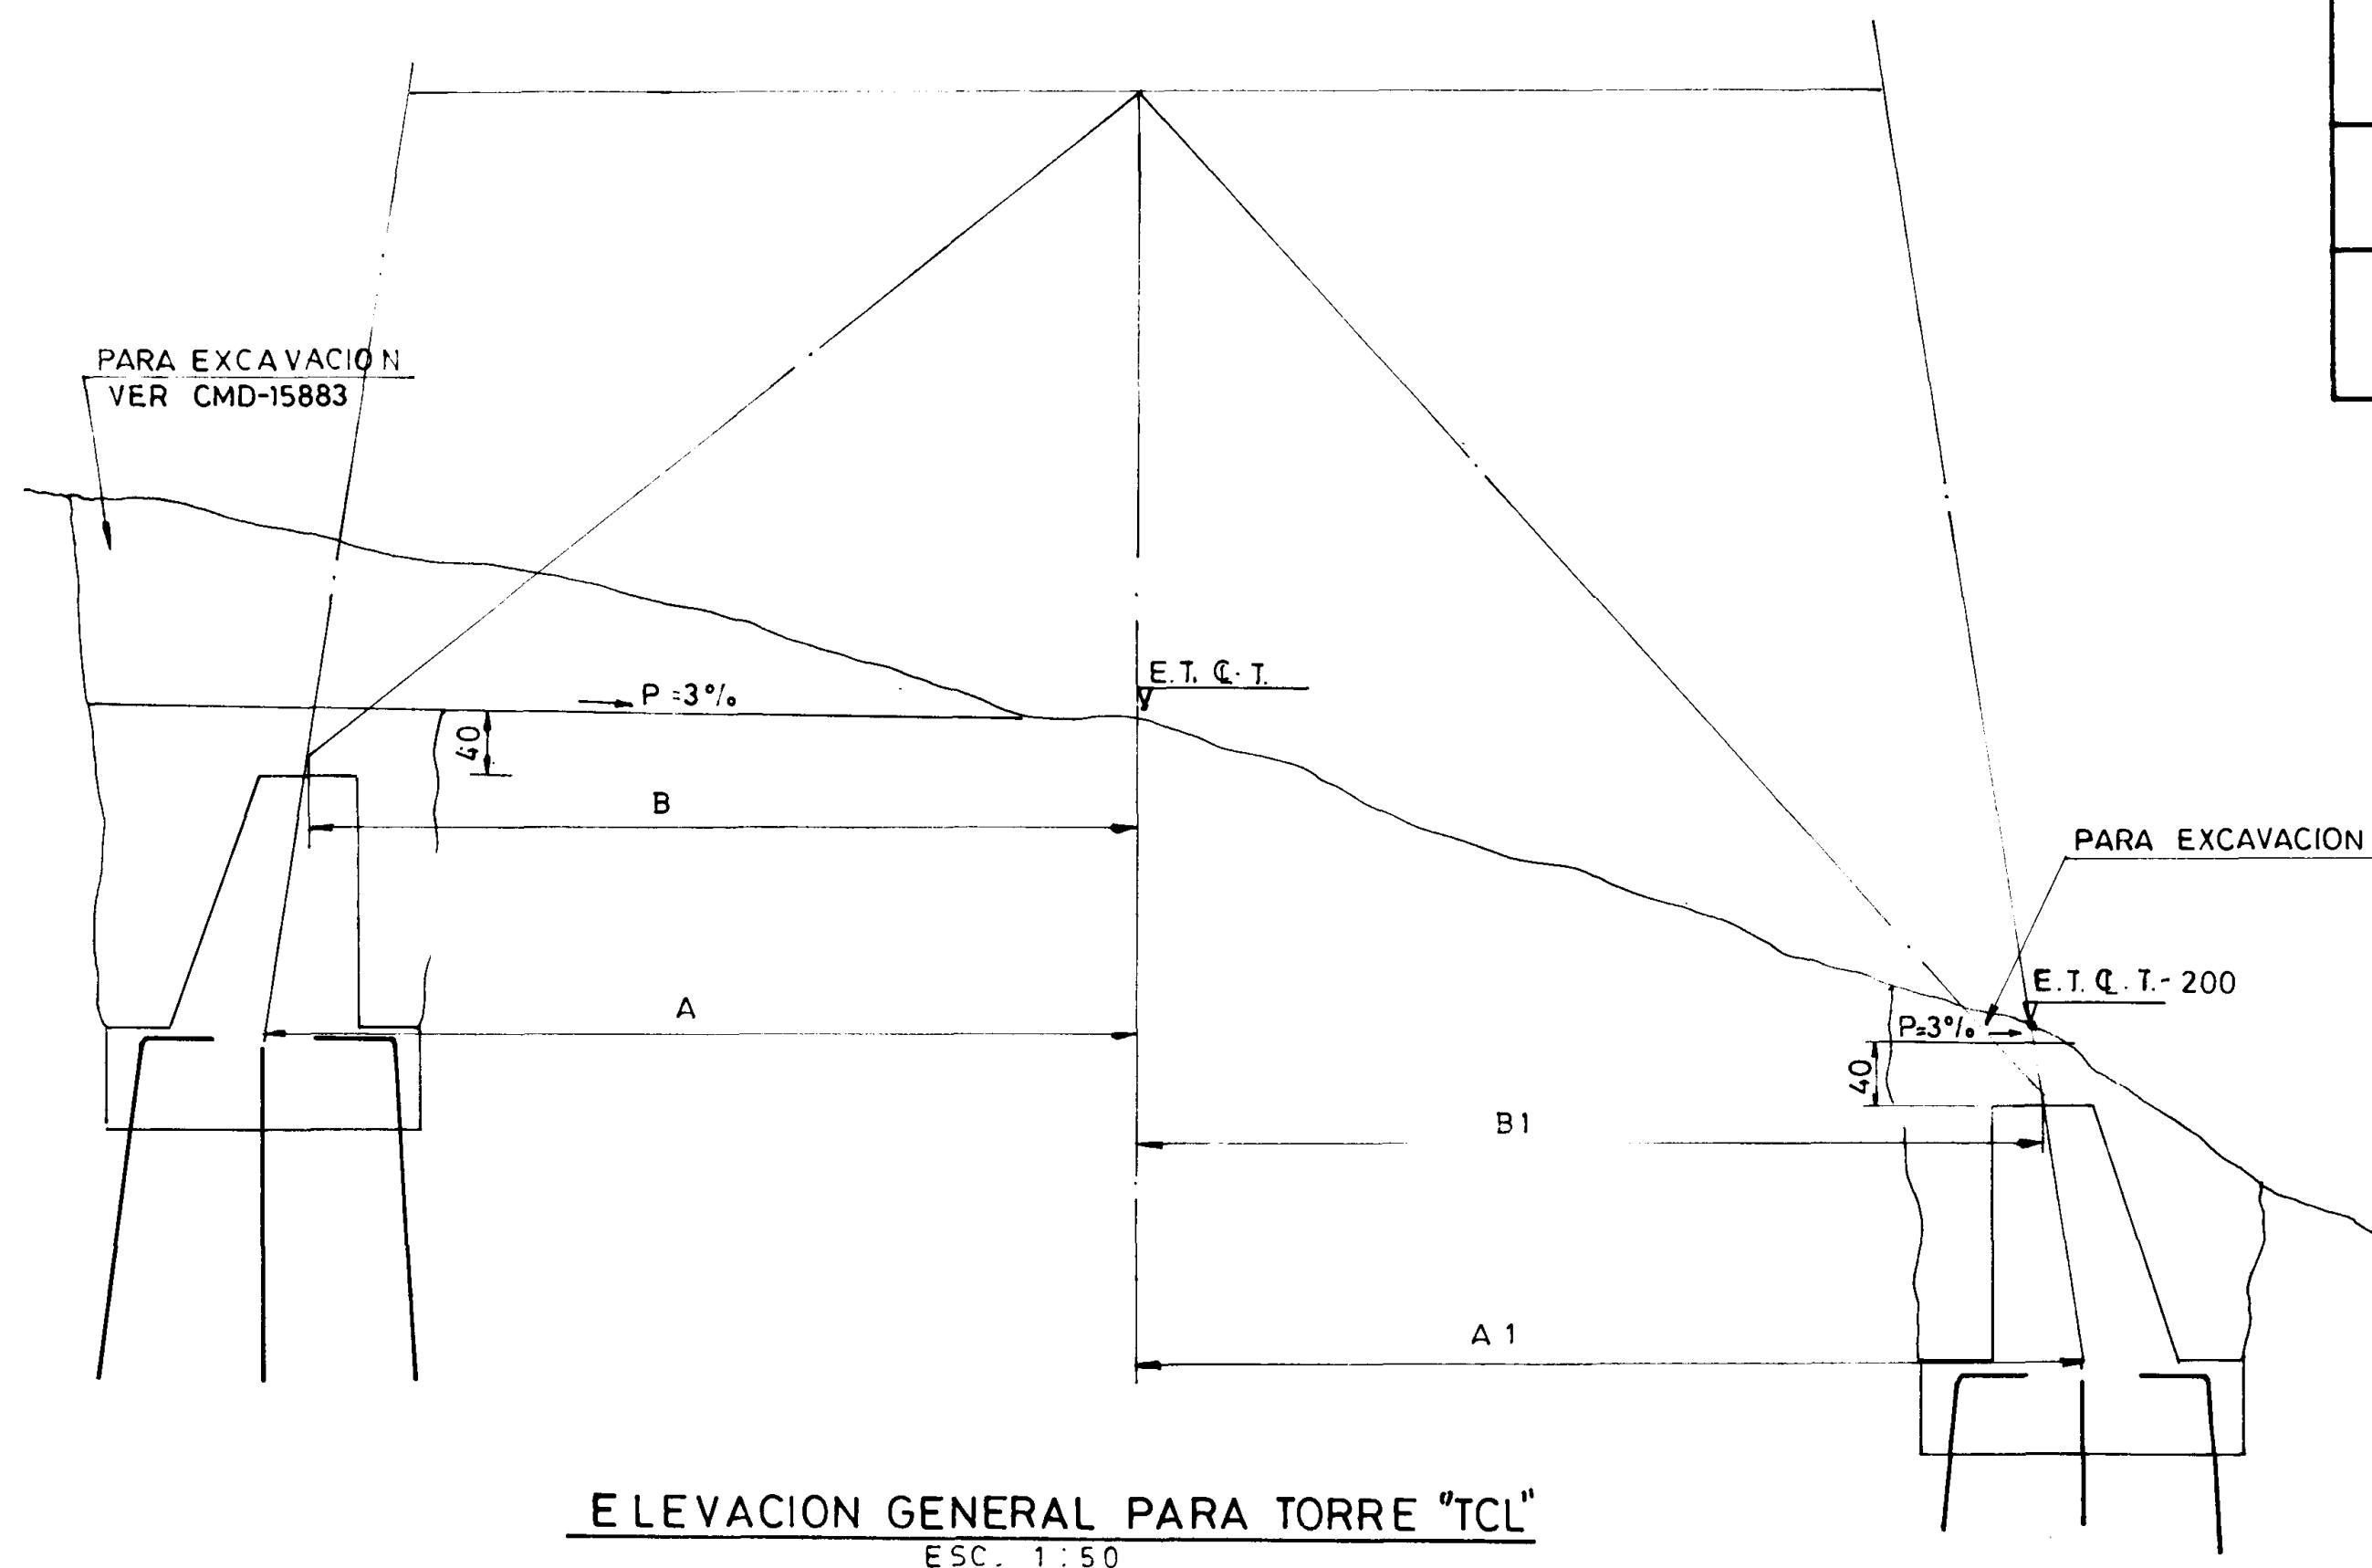 PARA EXCAVACION
VER CMD-15883
E.T. ℄. T.
P=3%
40
B
PARA EXCAVACION
E.T. ℄. T.- 200
P=3%
A
40
B1
A 1
ELEVACION GENERAL PARA TORRE "TCL"
ESC. 1:50